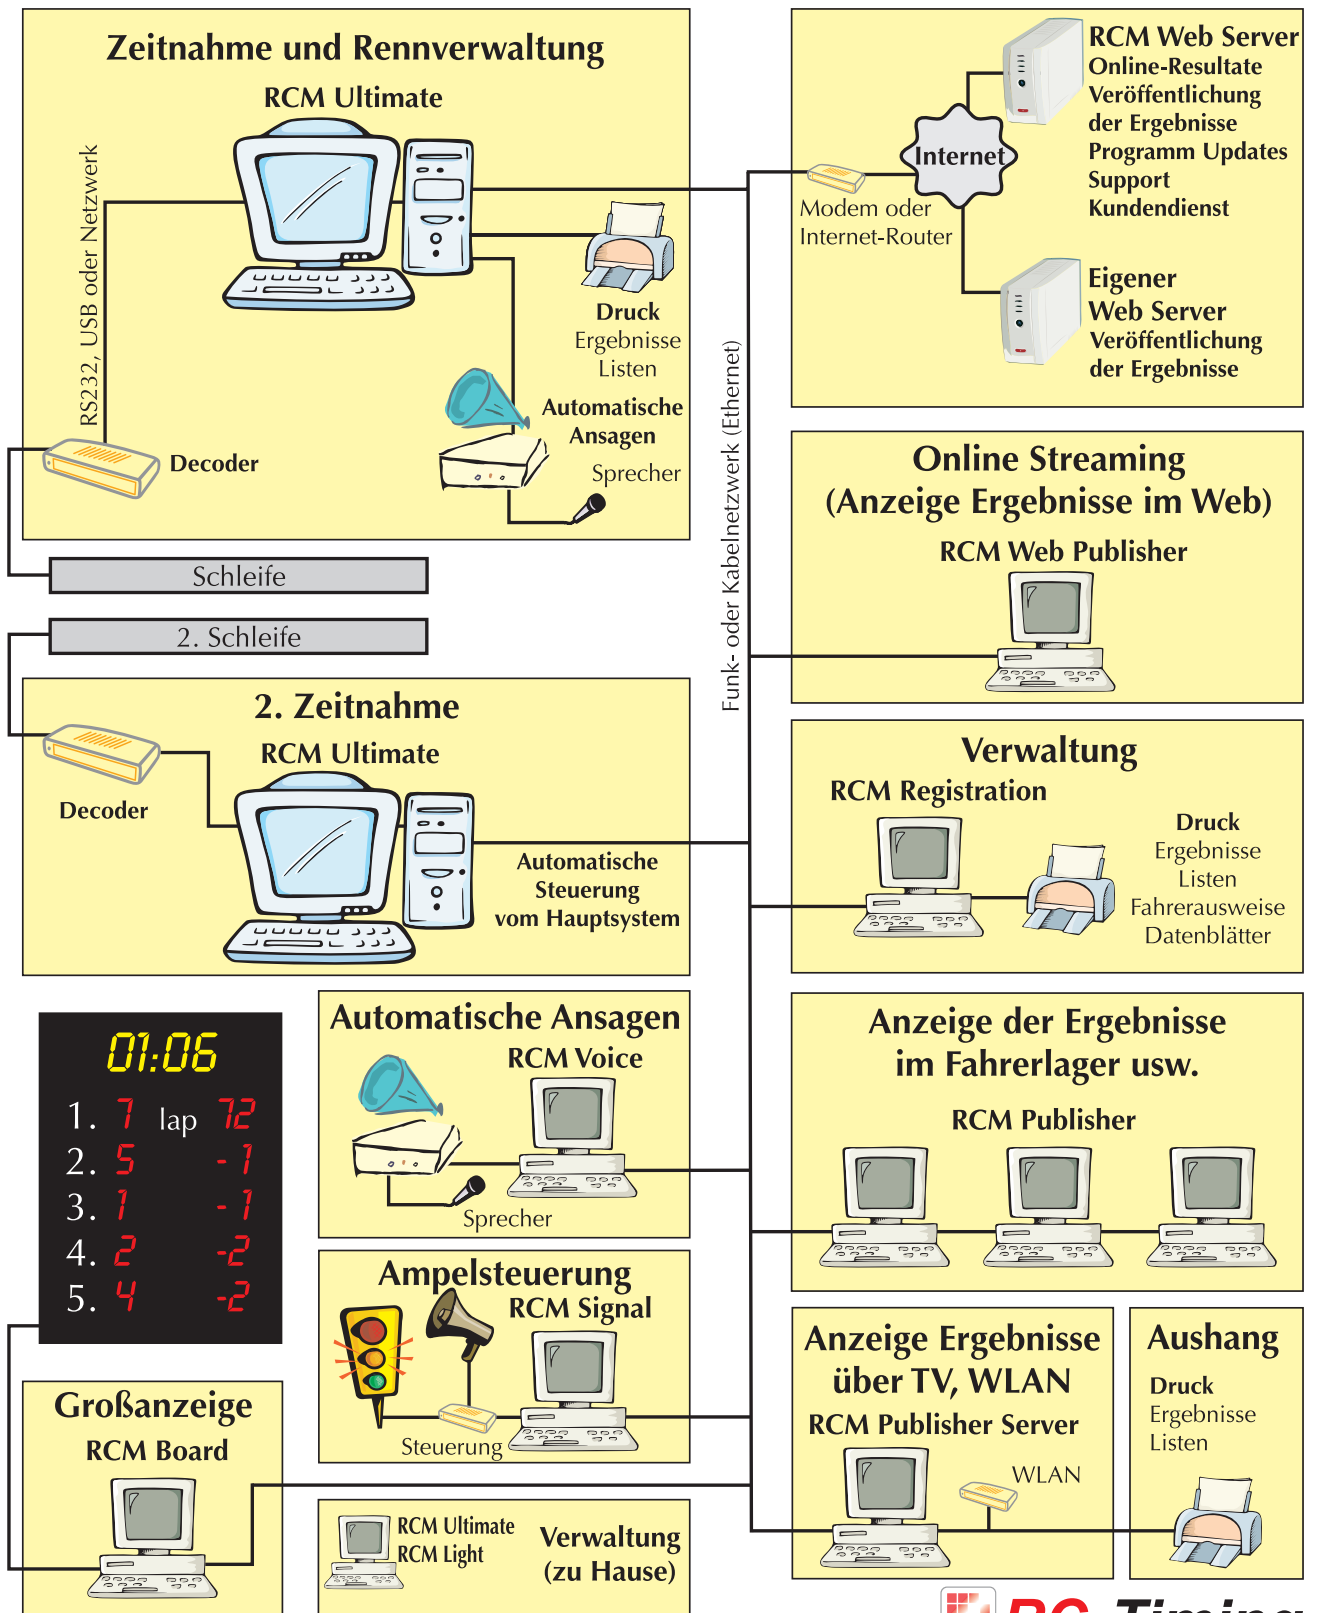 Zeitnahme und Rennverwaltung
RCM Ultimate
RS232, USB oder Netzwerk
Druck
Ergebnisse
Listen
Automatische
Ansagen
Sprecher
Decoder
Schleife
2. Schleife
2. Zeitnahme
RCM Ultimate
Decoder
Automatische
Steuerung
vom Hauptsystem
Funk- oder Kabelnetzwerk (Ethernet)
RCM Web Server
Online-Resultate
Veröffentlichung
der Ergebnisse
Programm Updates
Support
Kundendienst
Internet
Modem oder
Internet-Router
Eigener
Web Server
Veröffentlichung
der Ergebnisse
Online Streaming
(Anzeige Ergebnisse im Web)
RCM Web Publisher
Verwaltung
RCM Registration
Druck
Ergebnisse
Listen
Fahrerausweise
Datenblätter
01:06
1. 7 lap 72
2. 5 -1
3. 1 -1
4. 2 -2
5. 4 -2
Automatische Ansagen
RCM Voice
Sprecher
Ampelsteuerung
RCM Signal
Steuerung
Großanzeige
RCM Board
RCM Ultimate
RCM Light
Verwaltung
(zu Hause)
Anzeige der Ergebnisse
im Fahrerlager usw.
RCM Publisher
Anzeige Ergebnisse
über TV, WLAN
RCM Publisher Server
WLAN
Aushang
Druck
Ergebnisse
Listen
RC-Timing